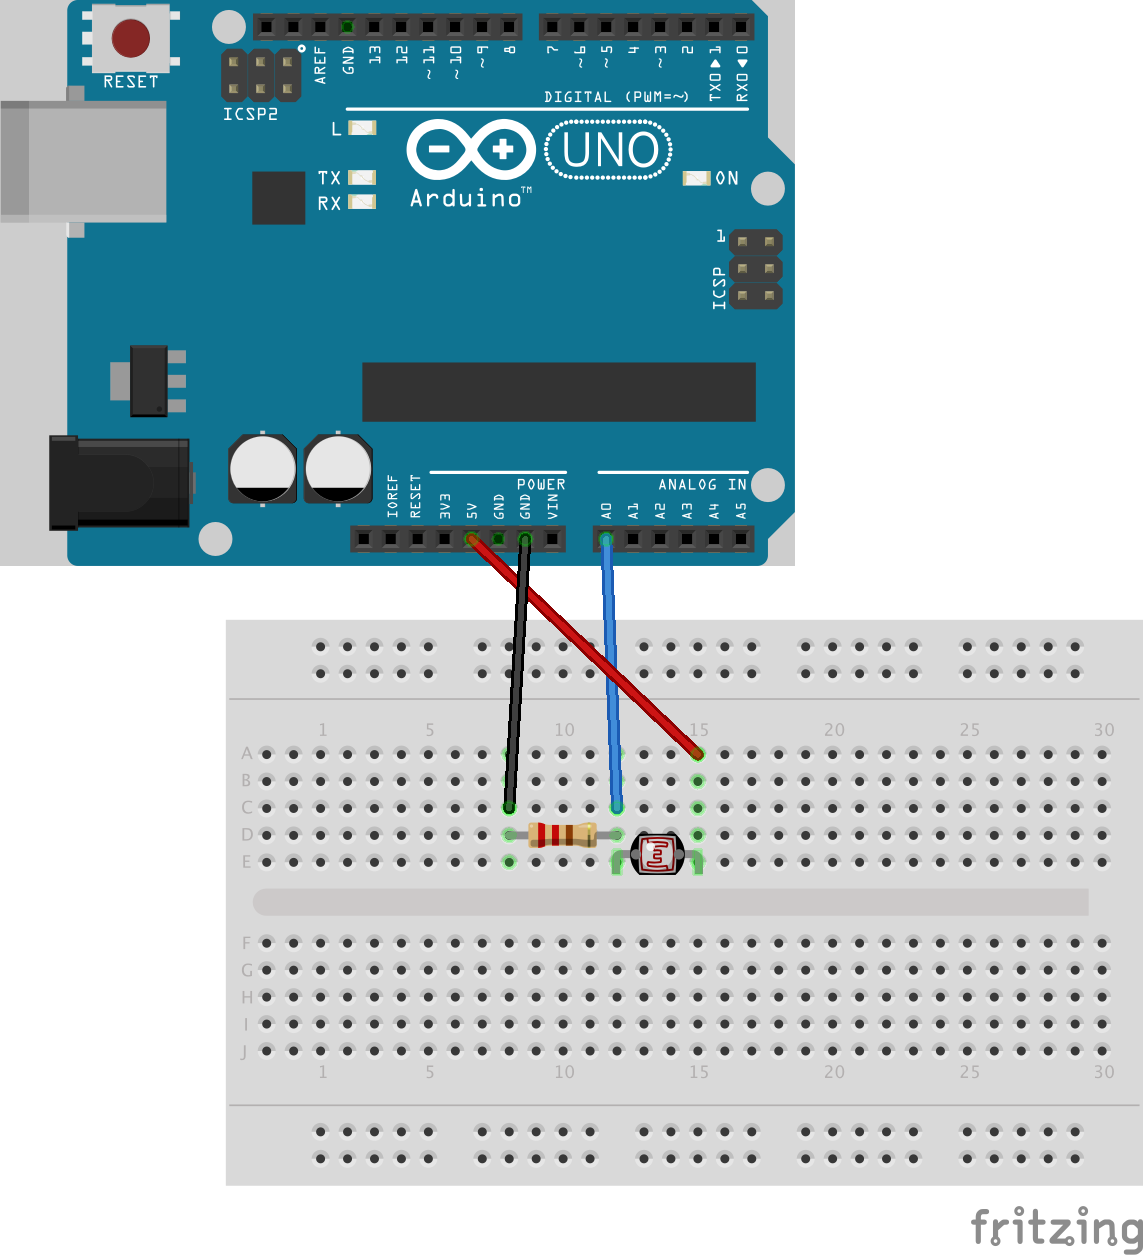 RESET
ICSP2
AREF
GND
13
12
~11
~10
~9
8
7
~6
~5
4
~3
2
TX0▶1
RX0◀0
DIGITAL (PWM=~)
L
TX
RX
UNO
ON
Arduino™
1
ICSP
POWER
ANALOG IN
IOREF
RESET
3V3
5V
GND
GND
VIN
A0
A1
A2
A3
A4
A5
1 5 10 15 20 25 30
A
B
C
D
E
F
G
H
I
J
1 5 10 15 20 25 30
fritzing